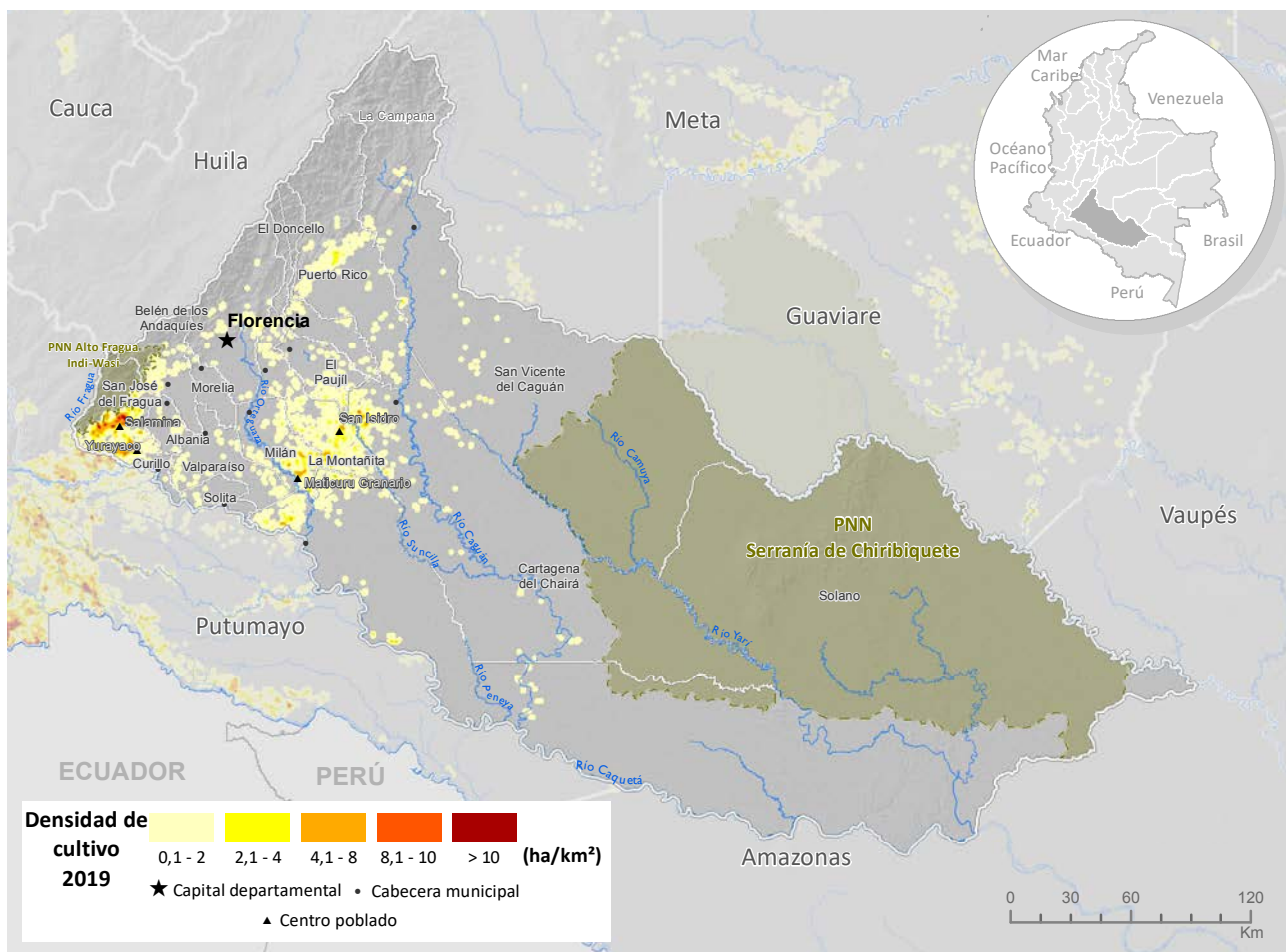 Mar
Caribe
Venezuela
Océano
Pacífico
Ecuador
Brasil
Perú
Cauca
Huila
La Campana
Meta
El Doncello
Puerto Rico
Guaviare
Belén de los
Andaquíes
Florencia
PNN Alto Fragua
Indi-Wasi
Río Fragua
San José
del Fragua
Morelia
El
Paujíl
San Vicente
del Caguán
Río Orteguaza
San Isidro
Salamina
Yurayaco
Albania
Curillo
Valparaíso
Milán
La Montañita
Solita
Maticuru Granario
Río Camuya
Río Suncilla
Río Caguán
PNN
Serranía de Chiribiquete
Vaupés
Cartagena
del Chairá
Solano
Putumayo
Río Yarí
Río Peneya
ECUADOR
PERÚ
Río Caquetá
Amazonas
Densidad de
cultivo
2019
0,1 - 2
2,1 - 4
4,1 - 8
8,1 - 10
> 10
(ha/km²)
Capital departamental
Cabecera municipal
Centro poblado
0 30 60 120
Km